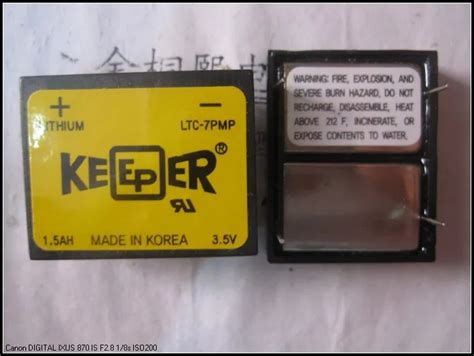 + −
LITHIUM LTC-7PMP
KEEPER®
1.5AH MADE IN KOREA 3.5V
WARNING: FIRE, EXPLOSION, AND
SEVERE BURN HAZARD, DO NOT
RECHARGE, DISASSEMBLE, HEAT
ABOVE 212 F, INCINERATE, OR
EXPOSE CONTENTS TO WATER.
Canon DIGITAL IXUS 870 IS F2.8 1/8s ISO200